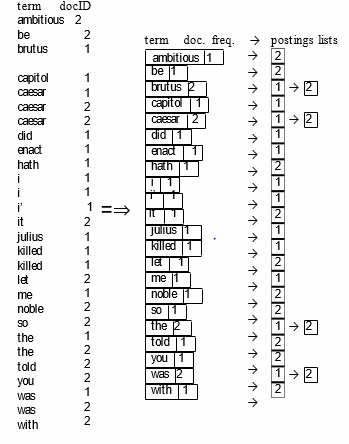 term docID
ambitious 2
be 2
brutus 1
capitol 1
caesar 1
caesar 2
caesar 2
did 1
enact 1
hath 1
i 1
i 1
i' 1
it 2
julius 1
killed 1
killed 1
let 2
me 1
noble 2
so 2
the 1
the 2
told 2
you 2
was 1
was 2
with 2
⇒
term doc. freq. → postings lists
ambitious 1 → 2
be 1 → 2
brutus 2 → 1 → 2
capitol 1 → 1
caesar 2 → 1 → 2
did 1 → 1
enact 1 → 1
hath 1 → 2
i 1 → 1
i' 1 → 1
it 1 → 2
julius 1 → 1
killed 1 → 1
let 1 → 2
me 1 → 1
noble 1 → 2
so 1 → 2
the 2 → 1 → 2
told 1 → 2
you 1 → 2
was 2 → 1 → 2
with 1 → 2
→